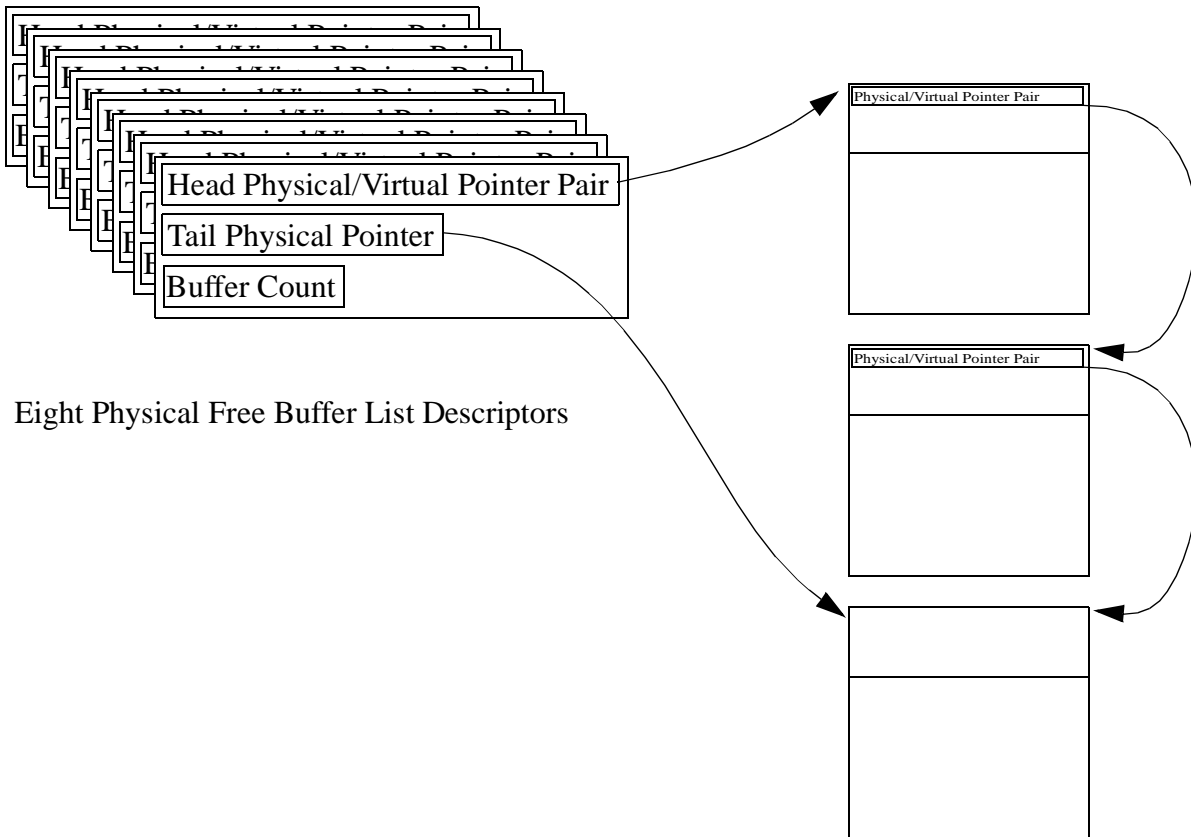 Head Physical/Virtual Pointer Pair
Tail Physical Pointer
Buffer Count
Eight Physical Free Buffer List Descriptors
Physical/Virtual Pointer Pair
Physical/Virtual Pointer Pair